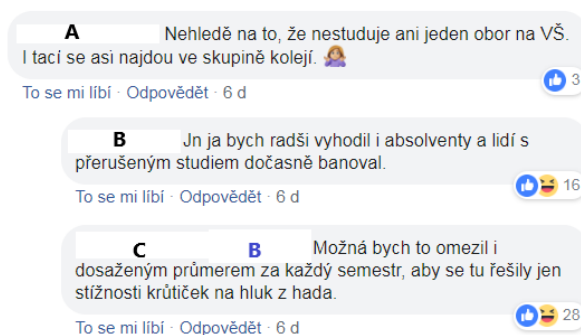 A Nehledě na to, že nestuduje ani jeden obor na VŠ.
I tací se asi najdou ve skupině kolejí. 🤷‍♀️
3
To se mi líbí · Odpovědět · 6 d
B Jn ja bych radši vyhodil i absolventy a lidí s
přerušeným studiem dočasně banoval.
16
To se mi líbí · Odpovědět · 6 d
C B Možná bych to omezil i
dosaženým průmerem za každý semestr, aby se tu řešily jen
stížnosti krůtiček na hluk z hada.
28
To se mi líbí · Odpovědět · 6 d